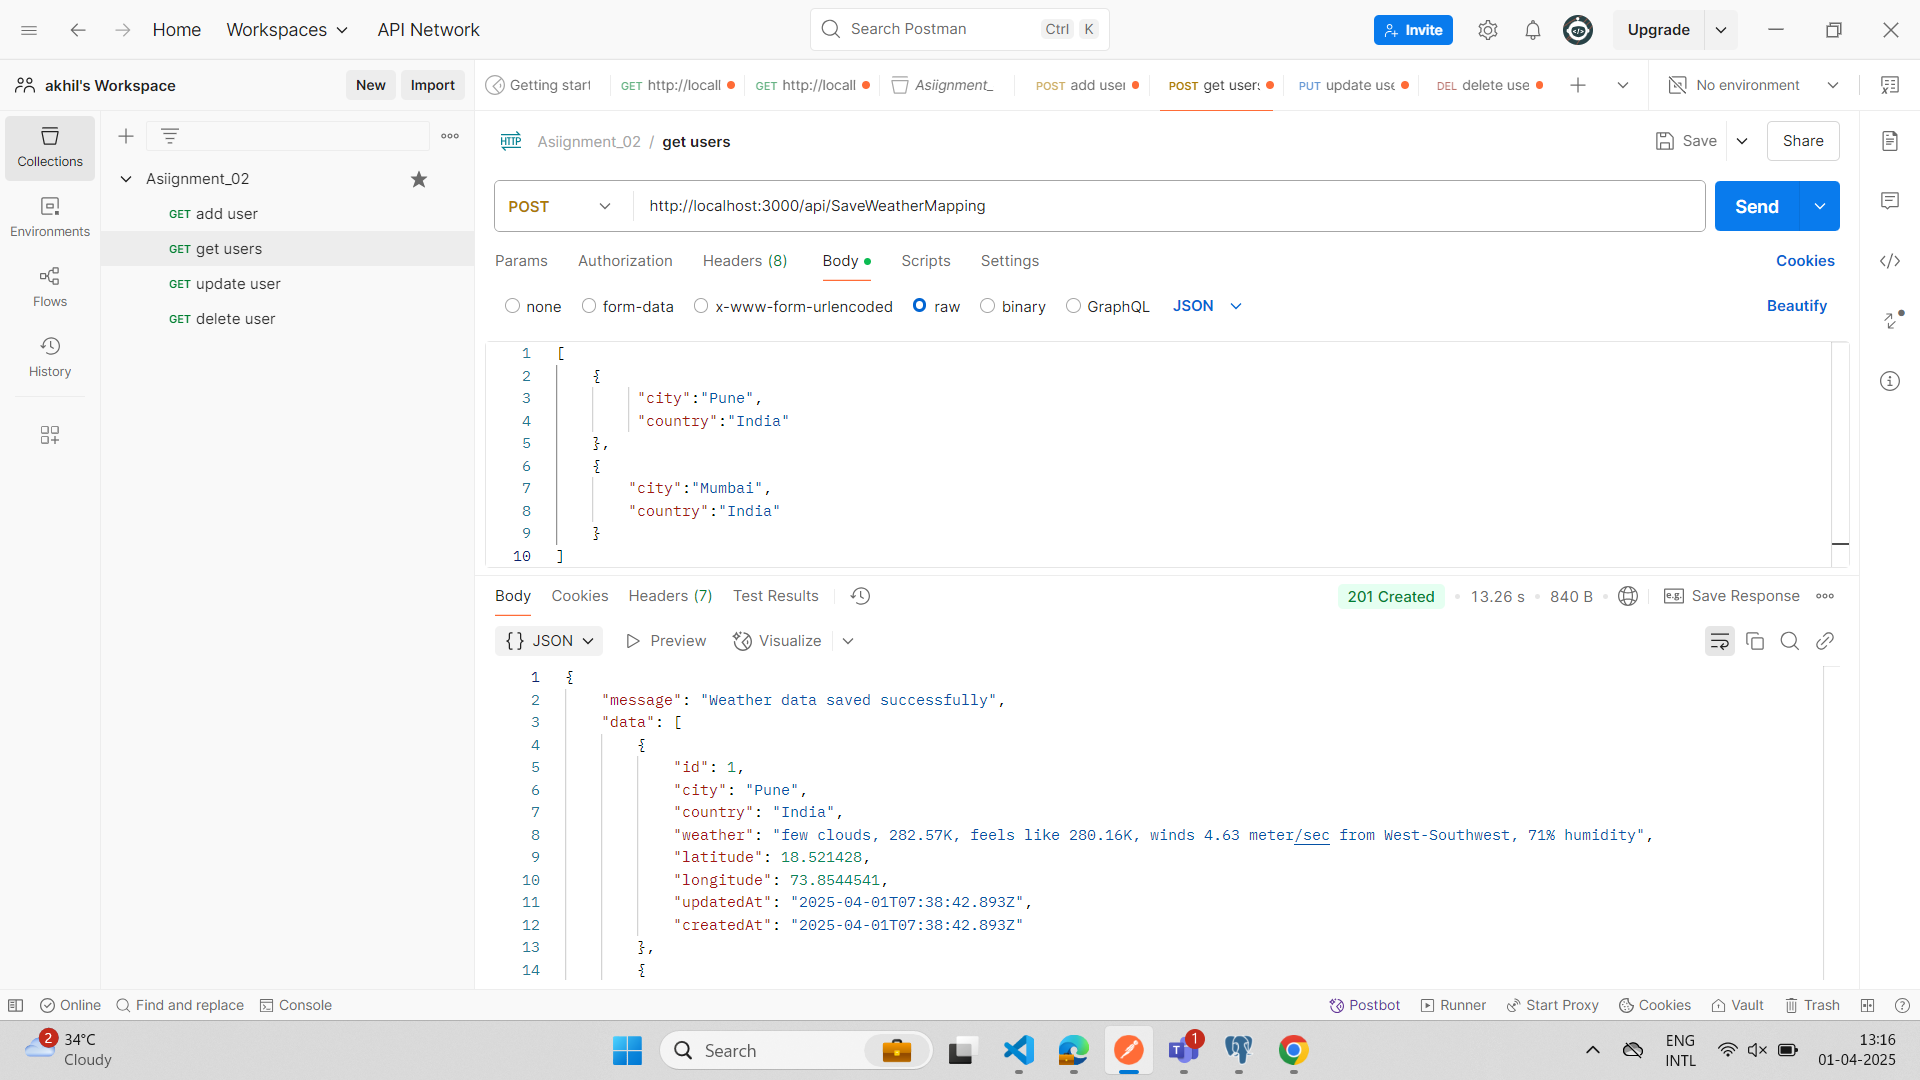 Home Workspaces API Network Search Postman Ctrl K Invite Upgrade
akhil's Workspace New Import Getting start GET http://locall GET http://locall Asiignment_ POST add user POST get users PUT update use DEL delete use No environment
Collections
Environments
Flows
History
Asiignment_02
GET add user
GET get users
GET update user
GET delete user
HTTP Asiignment_02 / get users Save Share
POST http://localhost:3000/api/SaveWeatherMapping Send
Params Authorization Headers (8) Body Scripts Settings Cookies
none form-data x-www-form-urlencoded raw binary GraphQL JSON Beautify
1 [
2 {
3 "city":"Pune",
4 "country":"India"
5 },
6 {
7 "city":"Mumbai",
8 "country":"India"
9 }
10 ]
Body Cookies Headers (7) Test Results 201 Created 13.26 s 840 B e.g. Save Response
{} JSON Preview Visualize
1 {
2 "message": "Weather data saved successfully",
3 "data": [
4 {
5 "id": 1,
6 "city": "Pune",
7 "country": "India",
8 "weather": "few clouds, 282.57K, feels like 280.16K, winds 4.63 meter/sec from West-Southwest, 71% humidity",
9 "latitude": 18.521428,
10 "longitude": 73.8544541,
11 "updatedAt": "2025-04-01T07:38:42.893Z",
12 "createdAt": "2025-04-01T07:38:42.893Z"
13 },
14 {
Online Find and replace Console Postbot Runner Start Proxy Cookies Vault Trash
2 34°C
Cloudy
Search
1
ENG
INTL
13:16
01-04-2025